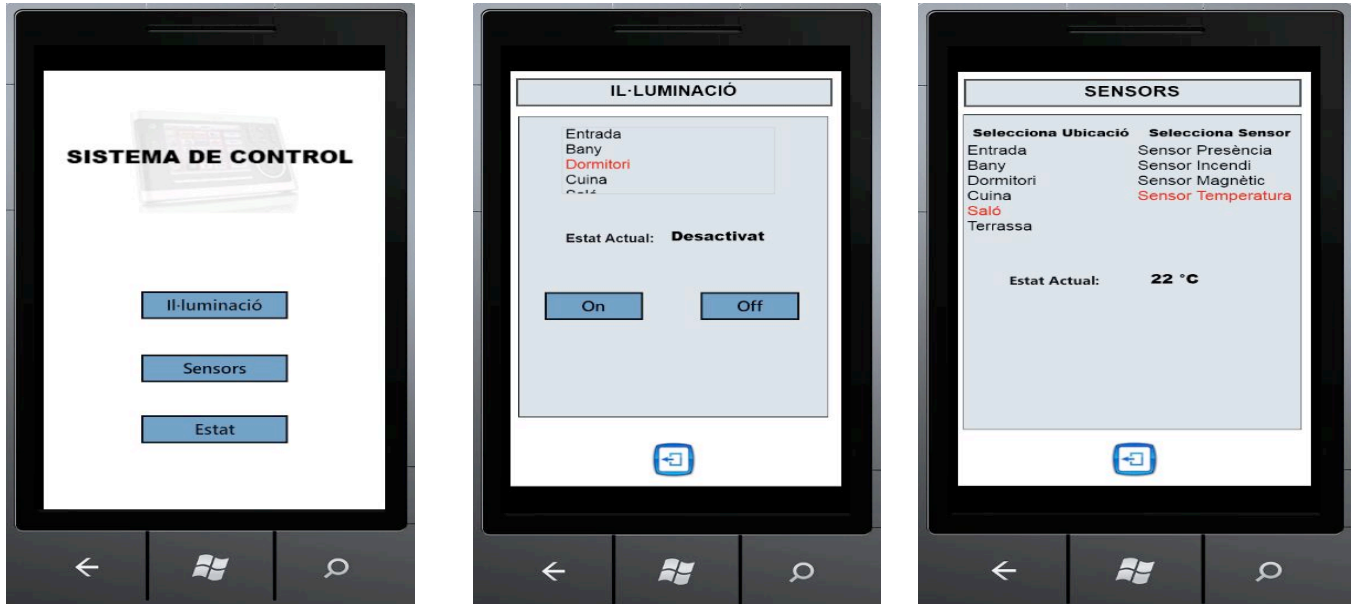 SISTEMA DE CONTROL
Il·luminació
Sensors
Estat
IL·LUMINACIÓ
Entrada
Bany
Dormitori
Cuina
Saló
Estat Actual: Desactivat
On Off
SENSORS
Selecciona Ubicació Selecciona Sensor
Entrada Sensor Presència
Bany Sensor Incendi
Dormitori Sensor Magnètic
Cuina Sensor Temperatura
Saló
Terrassa
Estat Actual: 22 °C